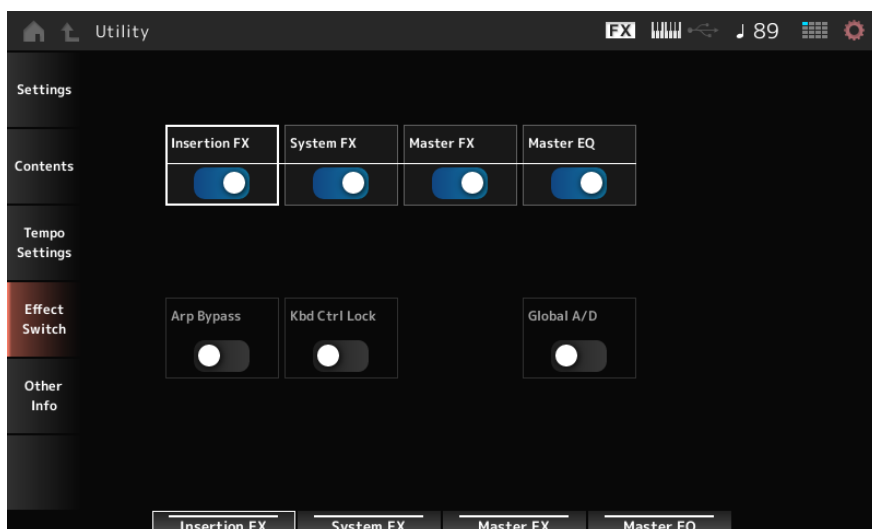 Utility
FX
♩ 89
Settings
Contents
Tempo
Settings
Effect
Switch
Other
Info
Insertion FX
System FX
Master FX
Master EQ
Arp Bypass
Kbd Ctrl Lock
Global A/D
Insertion FX
System FX
Master FX
Master EQ